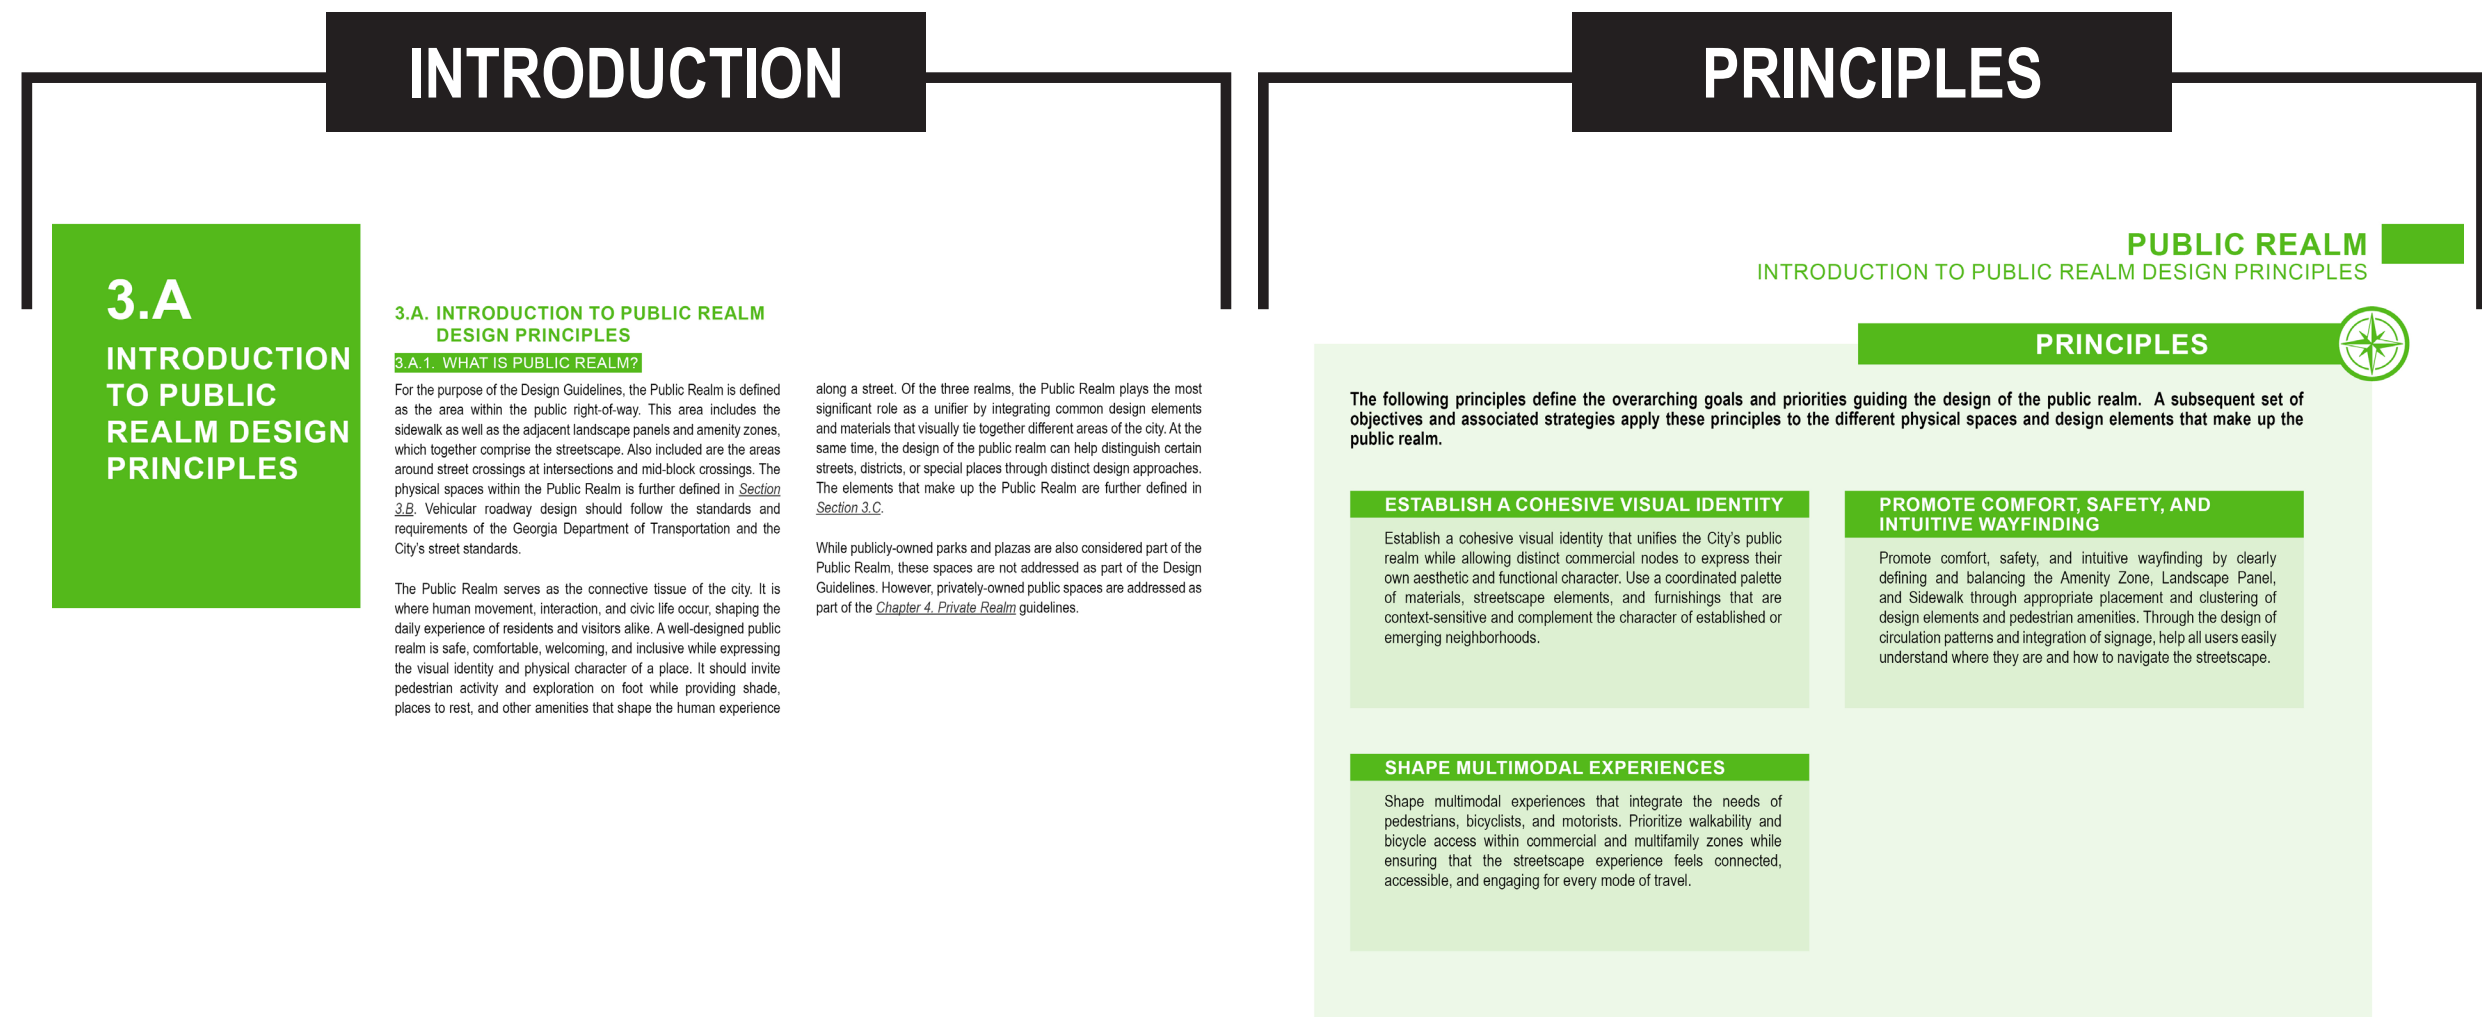 INTRODUCTION
3.A
INTRODUCTION
TO PUBLIC
REALM DESIGN
PRINCIPLES
3.A. INTRODUCTION TO PUBLIC REALM
DESIGN PRINCIPLES
3.A.1. WHAT IS PUBLIC REALM?
For the purpose of the Design Guidelines, the Public Realm is defined
as the area within the public right-of-way. This area includes the
sidewalk as well as the adjacent landscape panels and amenity zones,
which together comprise the streetscape. Also included are the areas
around street crossings at intersections and mid-block crossings. The
physical spaces within the Public Realm is further defined in Section
3.B. Vehicular roadway design should follow the standards and
requirements of the Georgia Department of Transportation and the
City's street standards.
The Public Realm serves as the connective tissue of the city. It is
where human movement, interaction, and civic life occur, shaping the
daily experience of residents and visitors alike. A well-designed public
realm is safe, comfortable, welcoming, and inclusive while expressing
the visual identity and physical character of a place. It should invite
pedestrian activity and exploration on foot while providing shade,
places to rest, and other amenities that shape the human experience
along a street. Of the three realms, the Public Realm plays the most
significant role as a unifier by integrating common design elements
and materials that visually tie together different areas of the city. At the
same time, the design of the public realm can help distinguish certain
streets, districts, or special places through distinct design approaches.
The elements that make up the Public Realm are further defined in
Section 3.C.
While publicly-owned parks and plazas are also considered part of the
Public Realm, these spaces are not addressed as part of the Design
Guidelines. However, privately-owned public spaces are addressed as
part of the Chapter 4. Private Realm guidelines.
PRINCIPLES
PUBLIC REALM
INTRODUCTION TO PUBLIC REALM DESIGN PRINCIPLES
PRINCIPLES
The following principles define the overarching goals and priorities guiding the design of the public realm. A subsequent set of
objectives and associated strategies apply these principles to the different physical spaces and design elements that make up the
public realm.
ESTABLISH A COHESIVE VISUAL IDENTITY
Establish a cohesive visual identity that unifies the City's public
realm while allowing distinct commercial nodes to express their
own aesthetic and functional character. Use a coordinated palette
of materials, streetscape elements, and furnishings that are
context-sensitive and complement the character of established or
emerging neighborhoods.
PROMOTE COMFORT, SAFETY, AND
INTUITIVE WAYFINDING
Promote comfort, safety, and intuitive wayfinding by clearly
defining and balancing the Amenity Zone, Landscape Panel,
and Sidewalk through appropriate placement and clustering of
design elements and pedestrian amenities. Through the design of
circulation patterns and integration of signage, help all users easily
understand where they are and how to navigate the streetscape.
SHAPE MULTIMODAL EXPERIENCES
Shape multimodal experiences that integrate the needs of
pedestrians, bicyclists, and motorists. Prioritize walkability and
bicycle access within commercial and multifamily zones while
ensuring that the streetscape experience feels connected,
accessible, and engaging for every mode of travel.